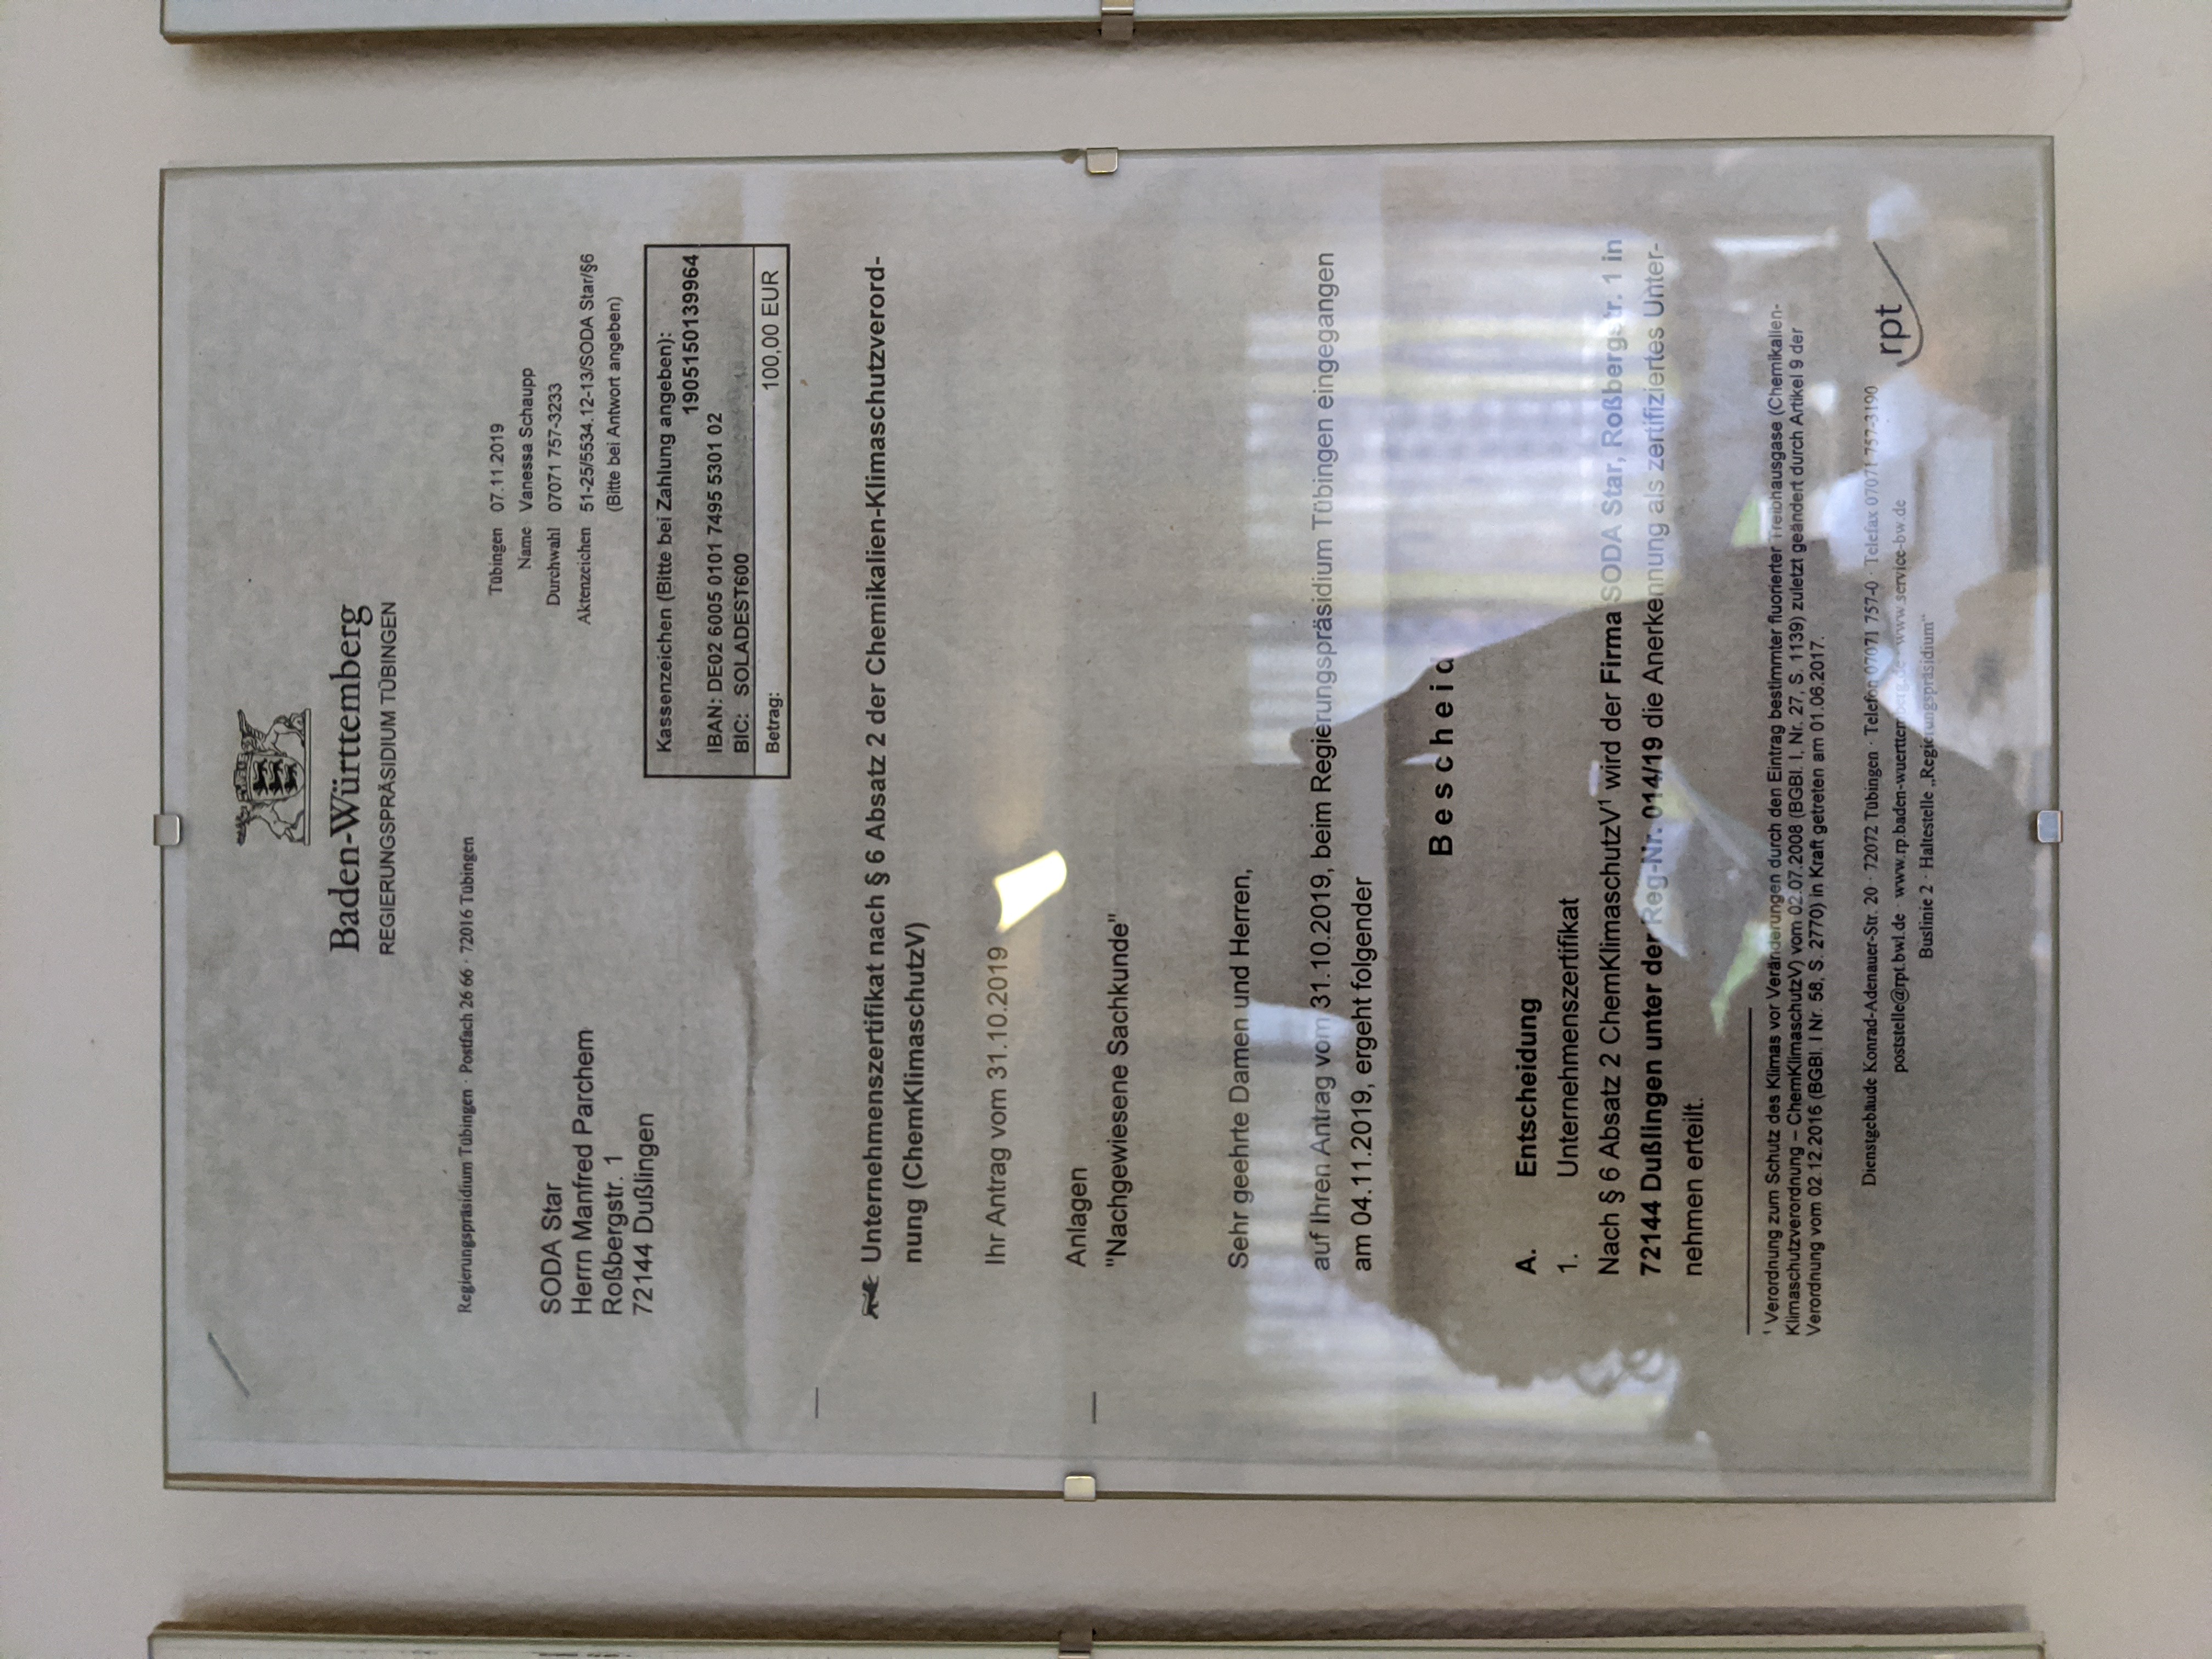 Baden-Württemberg
REGIERUNGSPRÄSIDIUM TÜBINGEN
Regierungspräsidium Tübingen · Postfach 26 66 · 72016 Tübingen
SODA Star
Herrn Manfred Parchem
Roßbergstr. 1
72144 Dußlingen
Tübingen 07.11.2019
Name Vanessa Schaupp
Durchwahl 07071 757-3233
Aktenzeichen 51-25/5534.12-13/SODA Star/§6
(Bitte bei Antwort angeben)
Kassenzeichen (Bitte bei Zahlung angeben):
1905150139964
IBAN: DE02 6005 0101 7495 5301 02
BIC: SOLADEST600
Betrag: 100,00 EUR
Unternehmenszertifikat nach § 6 Absatz 2 der Chemikalien-Klimaschutzverord-
nung (ChemKlimaschutzV)
Ihr Antrag vom 31.10.2019
Anlagen
"Nachgewiesene Sachkunde"
Sehr geehrte Damen und Herren,
auf Ihren Antrag vom 31.10.2019, beim Regierungspräsidium Tübingen eingegangen
am 04.11.2019, ergeht folgender
B e s c h e i d
A. Entscheidung
1. Unternehmenszertifikat
Nach § 6 Absatz 2 ChemKlimaschutzV¹ wird der Firma SODA Star, Roßbergstr. 1 in
72144 Dußlingen unter der Reg-Nr. 014/19 die Anerkennung als zertifiziertes Unter-
nehmen erteilt.
¹ Verordnung zum Schutz des Klimas vor Veränderungen durch den Eintrag bestimmter fluorierter Treibhausgase (Chemikalien-
Klimaschutzverordnung – ChemKlimaschutzV) vom 02.07.2008 (BGBl. I, Nr. 27, S. 1139) zuletzt geändert durch Artikel 9 der
Verordnung vom 02.12.2016 (BGBl. I Nr. 58, S. 2770) in Kraft getreten am 01.06.2017.
Dienstgebäude Konrad-Adenauer-Str. 20 · 72072 Tübingen · Telefon 07071 757-0 · Telefax 07071 757-3190
poststelle@rpt.bwl.de · www.rp.baden-wuerttemberg.de · www.service-bw.de
Buslinie 2 · Haltestelle „Regierungspräsidium“
rpt